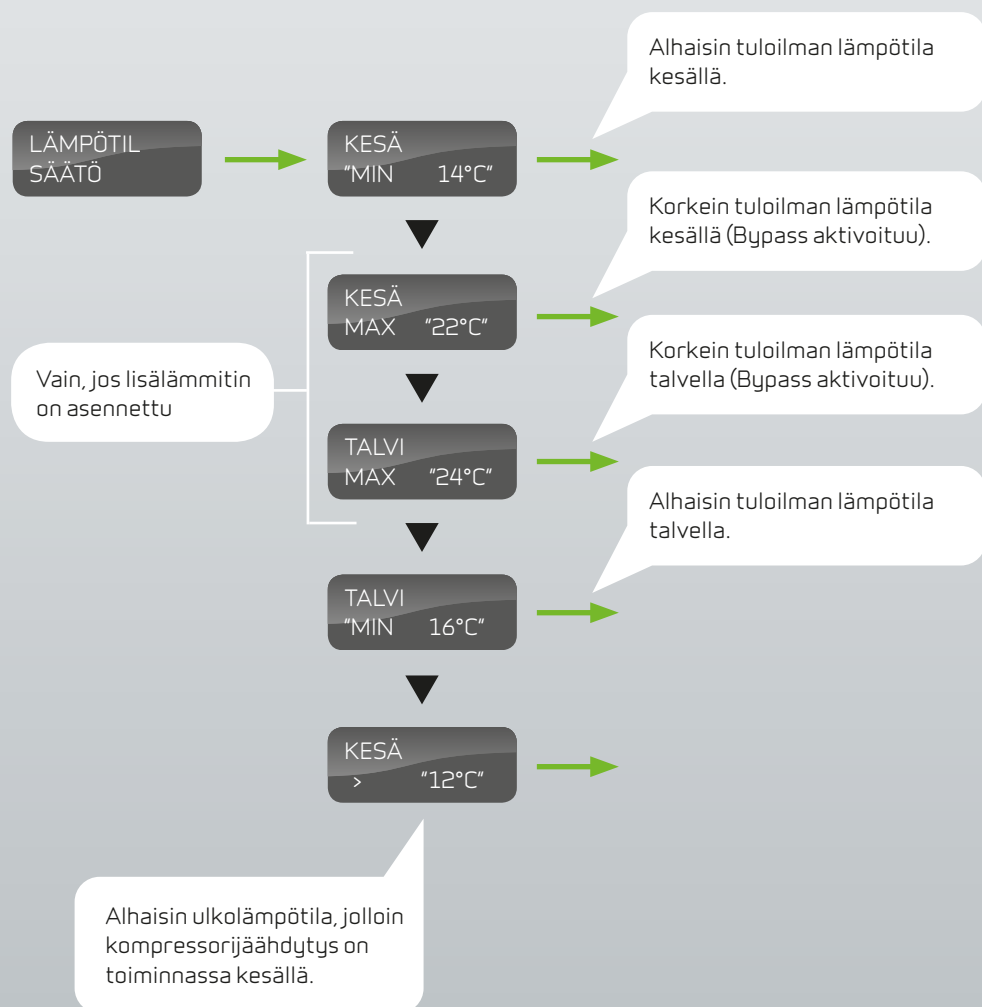 Alhaisin tuloilman lämpötila
kesällä.
LÄMPÖTIL
SÄÄTÖ
KESÄ
"MIN 14°C"
Korkein tuloilman lämpötila
kesällä (Bypass aktivoituu).
KESÄ
MAX "22°C"
Korkein tuloilman lämpötila
talvella (Bypass aktivoituu).
Vain, jos lisälämmitin
on asennettu
TALVI
MAX "24°C"
Alhaisin tuloilman lämpötila
talvella.
TALVI
"MIN 16°C"
KESÄ
> "12°C"
Alhaisin ulkolämpötila, jolloin
kompressorijäähdytys on
toiminnassa kesällä.